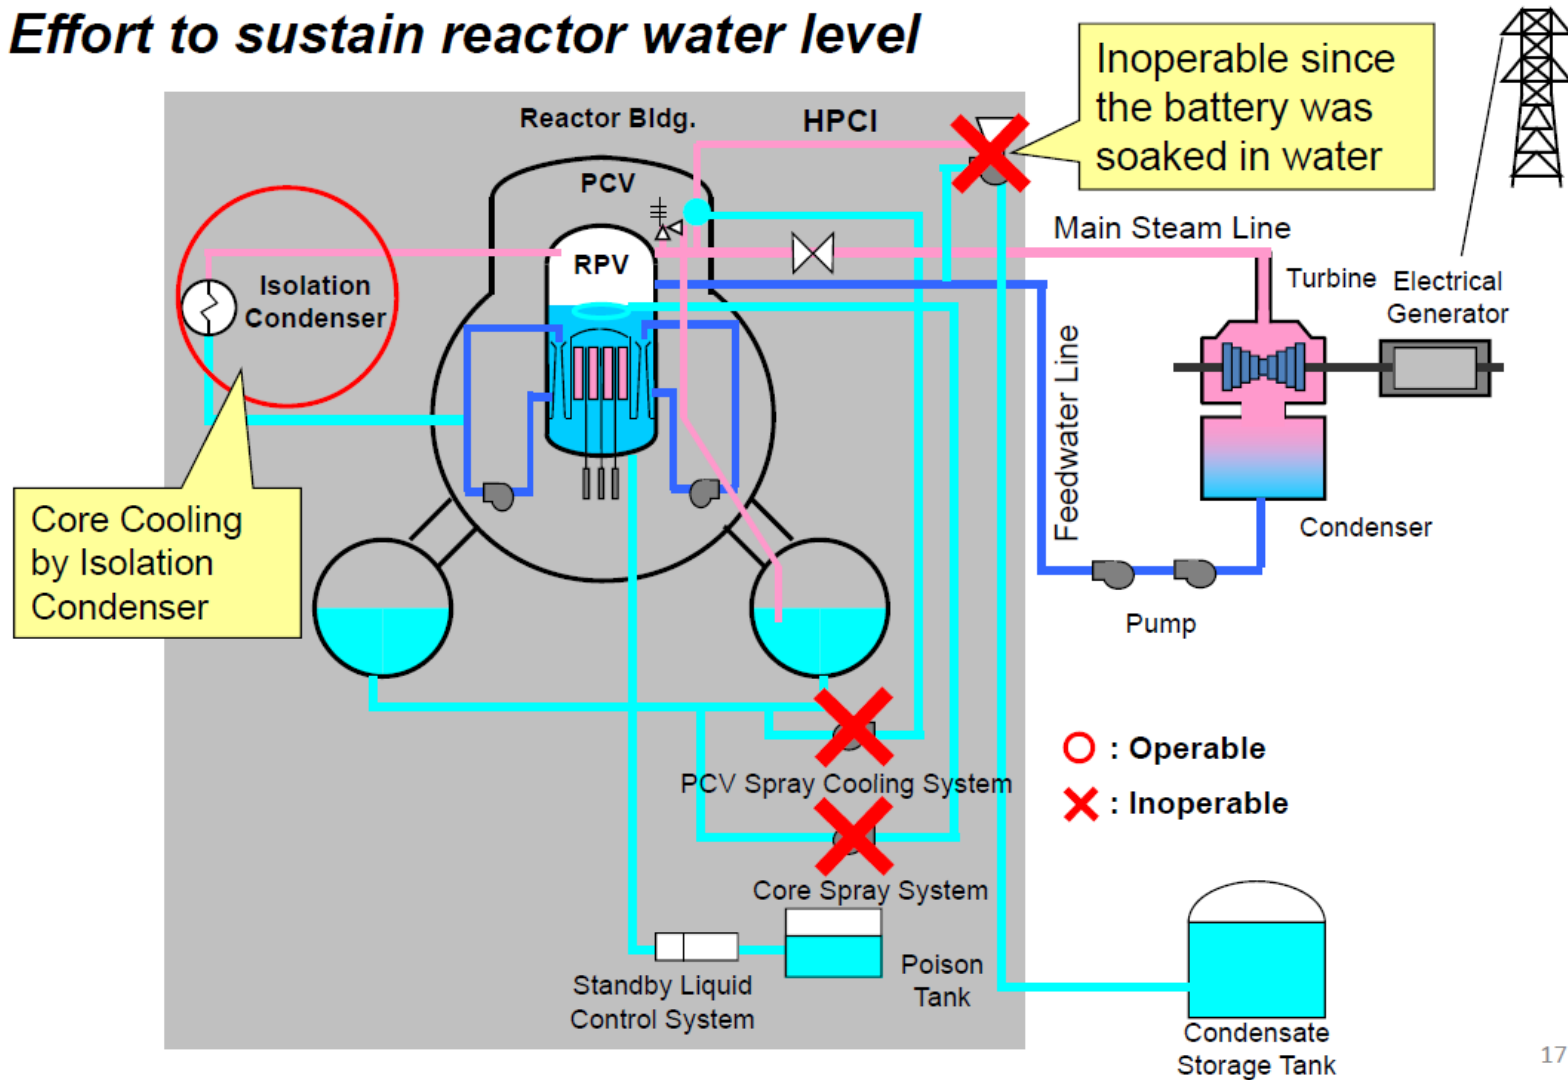 Effort to sustain reactor water level
Inoperable since
the battery was
soaked in water
Reactor Bldg.
HPCI
PCV
RPV
Isolation
Condenser
Main Steam Line
Turbine
Electrical
Generator
Feedwater Line
Condenser
Pump
Core Cooling
by Isolation
Condenser
PCV Spray Cooling System
Core Spray System
: Operable
: Inoperable
Poison
Tank
Standby Liquid
Control System
Condensate
Storage Tank
17